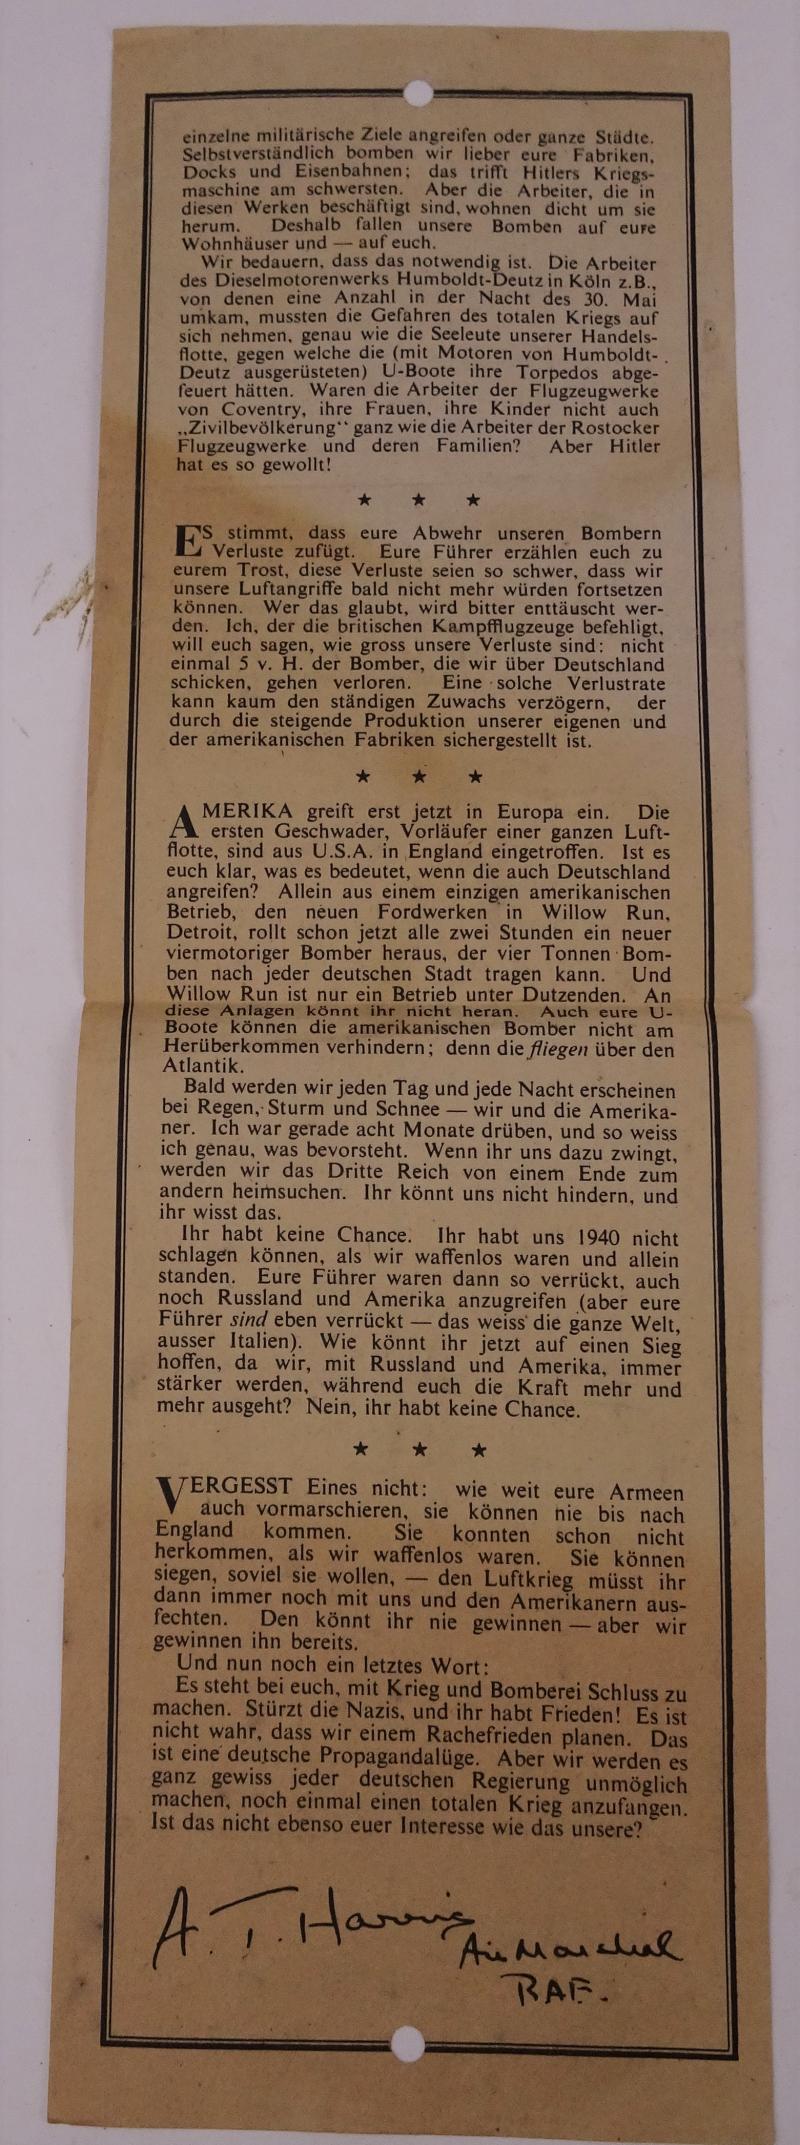 einzelne militärische Ziele angreifen oder ganze Städte.
Selbstverständlich bomben wir lieber eure Fabriken,
Docks und Eisenbahnen; das trifft Hitlers Kriegs-
maschine am schwersten. Aber die Arbeiter, die in
diesen Werken beschäftigt sind, wohnen dicht um sie
herum. Deshalb fallen unsere Bomben auf eure
Wohnhäuser und — auf euch.
Wir bedauern, dass das notwendig ist. Die Arbeiter
des Dieselmotorenwerks Humboldt-Deutz in Köln z.B.,
von denen eine Anzahl in der Nacht des 30. Mai
umkam, mussten die Gefahren des totalen Kriegs auf
sich nehmen, genau wie die Seeleute unserer Handels-
flotte, gegen welche die (mit Motoren von Humboldt-
Deutz ausgerüsteten) U-Boote ihre Torpedos abge-
feuert hätten. Waren die Arbeiter der Flugzeugwerke
von Coventry, ihre Frauen, ihre Kinder nicht auch
„Zivilbevölkerung“ ganz wie die Arbeiter der Rostocker
Flugzeugwerke und deren Familien? Aber Hitler
hat es so gewollt!
★ ★ ★
ES stimmt, dass eure Abwehr unseren Bombern
Verluste zufügt. Eure Führer erzählen euch zu
eurem Trost, diese Verluste seien so schwer, dass wir
unsere Luftangriffe bald nicht mehr würden fortsetzen
können. Wer das glaubt, wird bitter enttäuscht wer-
den. Ich, der die britischen Kampfflugzeuge befehligt,
will euch sagen, wie gross unsere Verluste sind: nicht
einmal 5 v. H. der Bomber, die wir über Deutschland
schicken, gehen verloren. Eine solche Verlustrate
kann kaum den ständigen Zuwachs verzögern, der
durch die steigende Produktion unserer eigenen und
der amerikanischen Fabriken sichergestellt ist.
★ ★ ★
AMERIKA greift erst jetzt in Europa ein. Die
ersten Geschwader, Vorläufer einer ganzen Luft-
flotte, sind aus U.S.A. in England eingetroffen. Ist es
euch klar, was es bedeutet, wenn die auch Deutschland
angreifen? Allein aus einem einzigen amerikanischen
Betrieb, den neuen Fordwerken in Willow Run,
Detroit, rollt schon jetzt alle zwei Stunden ein neuer
viermotoriger Bomber heraus, der vier Tonnen Bom-
ben nach jeder deutschen Stadt tragen kann. Und
Willow Run ist nur ein Betrieb unter Dutzenden. An
diese Anlagen könnt ihr nicht heran. Auch eure U-
Boote können die amerikanischen Bomber nicht am
Herüberkommen verhindern; denn die fliegen über den
Atlantik.
Bald werden wir jeden Tag und jede Nacht erscheinen
bei Regen, Sturm und Schnee — wir und die Amerika-
ner. Ich war gerade acht Monate drüben, und so weiss
ich genau, was bevorsteht. Wenn ihr uns dazu zwingt,
werden wir das Dritte Reich von einem Ende zum
andern heimsuchen. Ihr könnt uns nicht hindern, und
ihr wisst das.
Ihr habt keine Chance. Ihr habt uns 1940 nicht
schlagen können, als wir waffenlos waren und allein
standen. Eure Führer waren dann so verrückt, auch
noch Russland und Amerika anzugreifen (aber eure
Führer sind eben verrückt — das weiss die ganze Welt,
ausser Italien). Wie könnt ihr jetzt auf einen Sieg
hoffen, da wir, mit Russland und Amerika, immer
stärker werden, während euch die Kraft mehr und
mehr ausgeht? Nein, ihr habt keine Chance.
★ ★ ★
VERGESST Eines nicht: wie weit eure Armeen
auch vormarschieren, sie können nie bis nach
England kommen. Sie konnten schon nicht
herkommen, als wir waffenlos waren. Sie können
siegen, soviel sie wollen, — den Luftkrieg müsst ihr
dann immer noch mit uns und den Amerikanern aus-
fechten. Den könnt ihr nie gewinnen — aber wir
gewinnen ihn bereits.
Und nun noch ein letztes Wort:
Es steht bei euch, mit Krieg und Bomberei Schluss zu
machen. Stürzt die Nazis, und ihr habt Frieden! Es ist
nicht wahr, dass wir einem Rachefrieden planen. Das
ist eine deutsche Propagandalüge. Aber wir werden es
ganz gewiss jeder deutschen Regierung unmöglich
machen, noch einmal einen totalen Krieg anzufangen.
Ist das nicht ebenso euer Interesse wie das unsere?
A. T. Harris
Air Marshal
RAF.